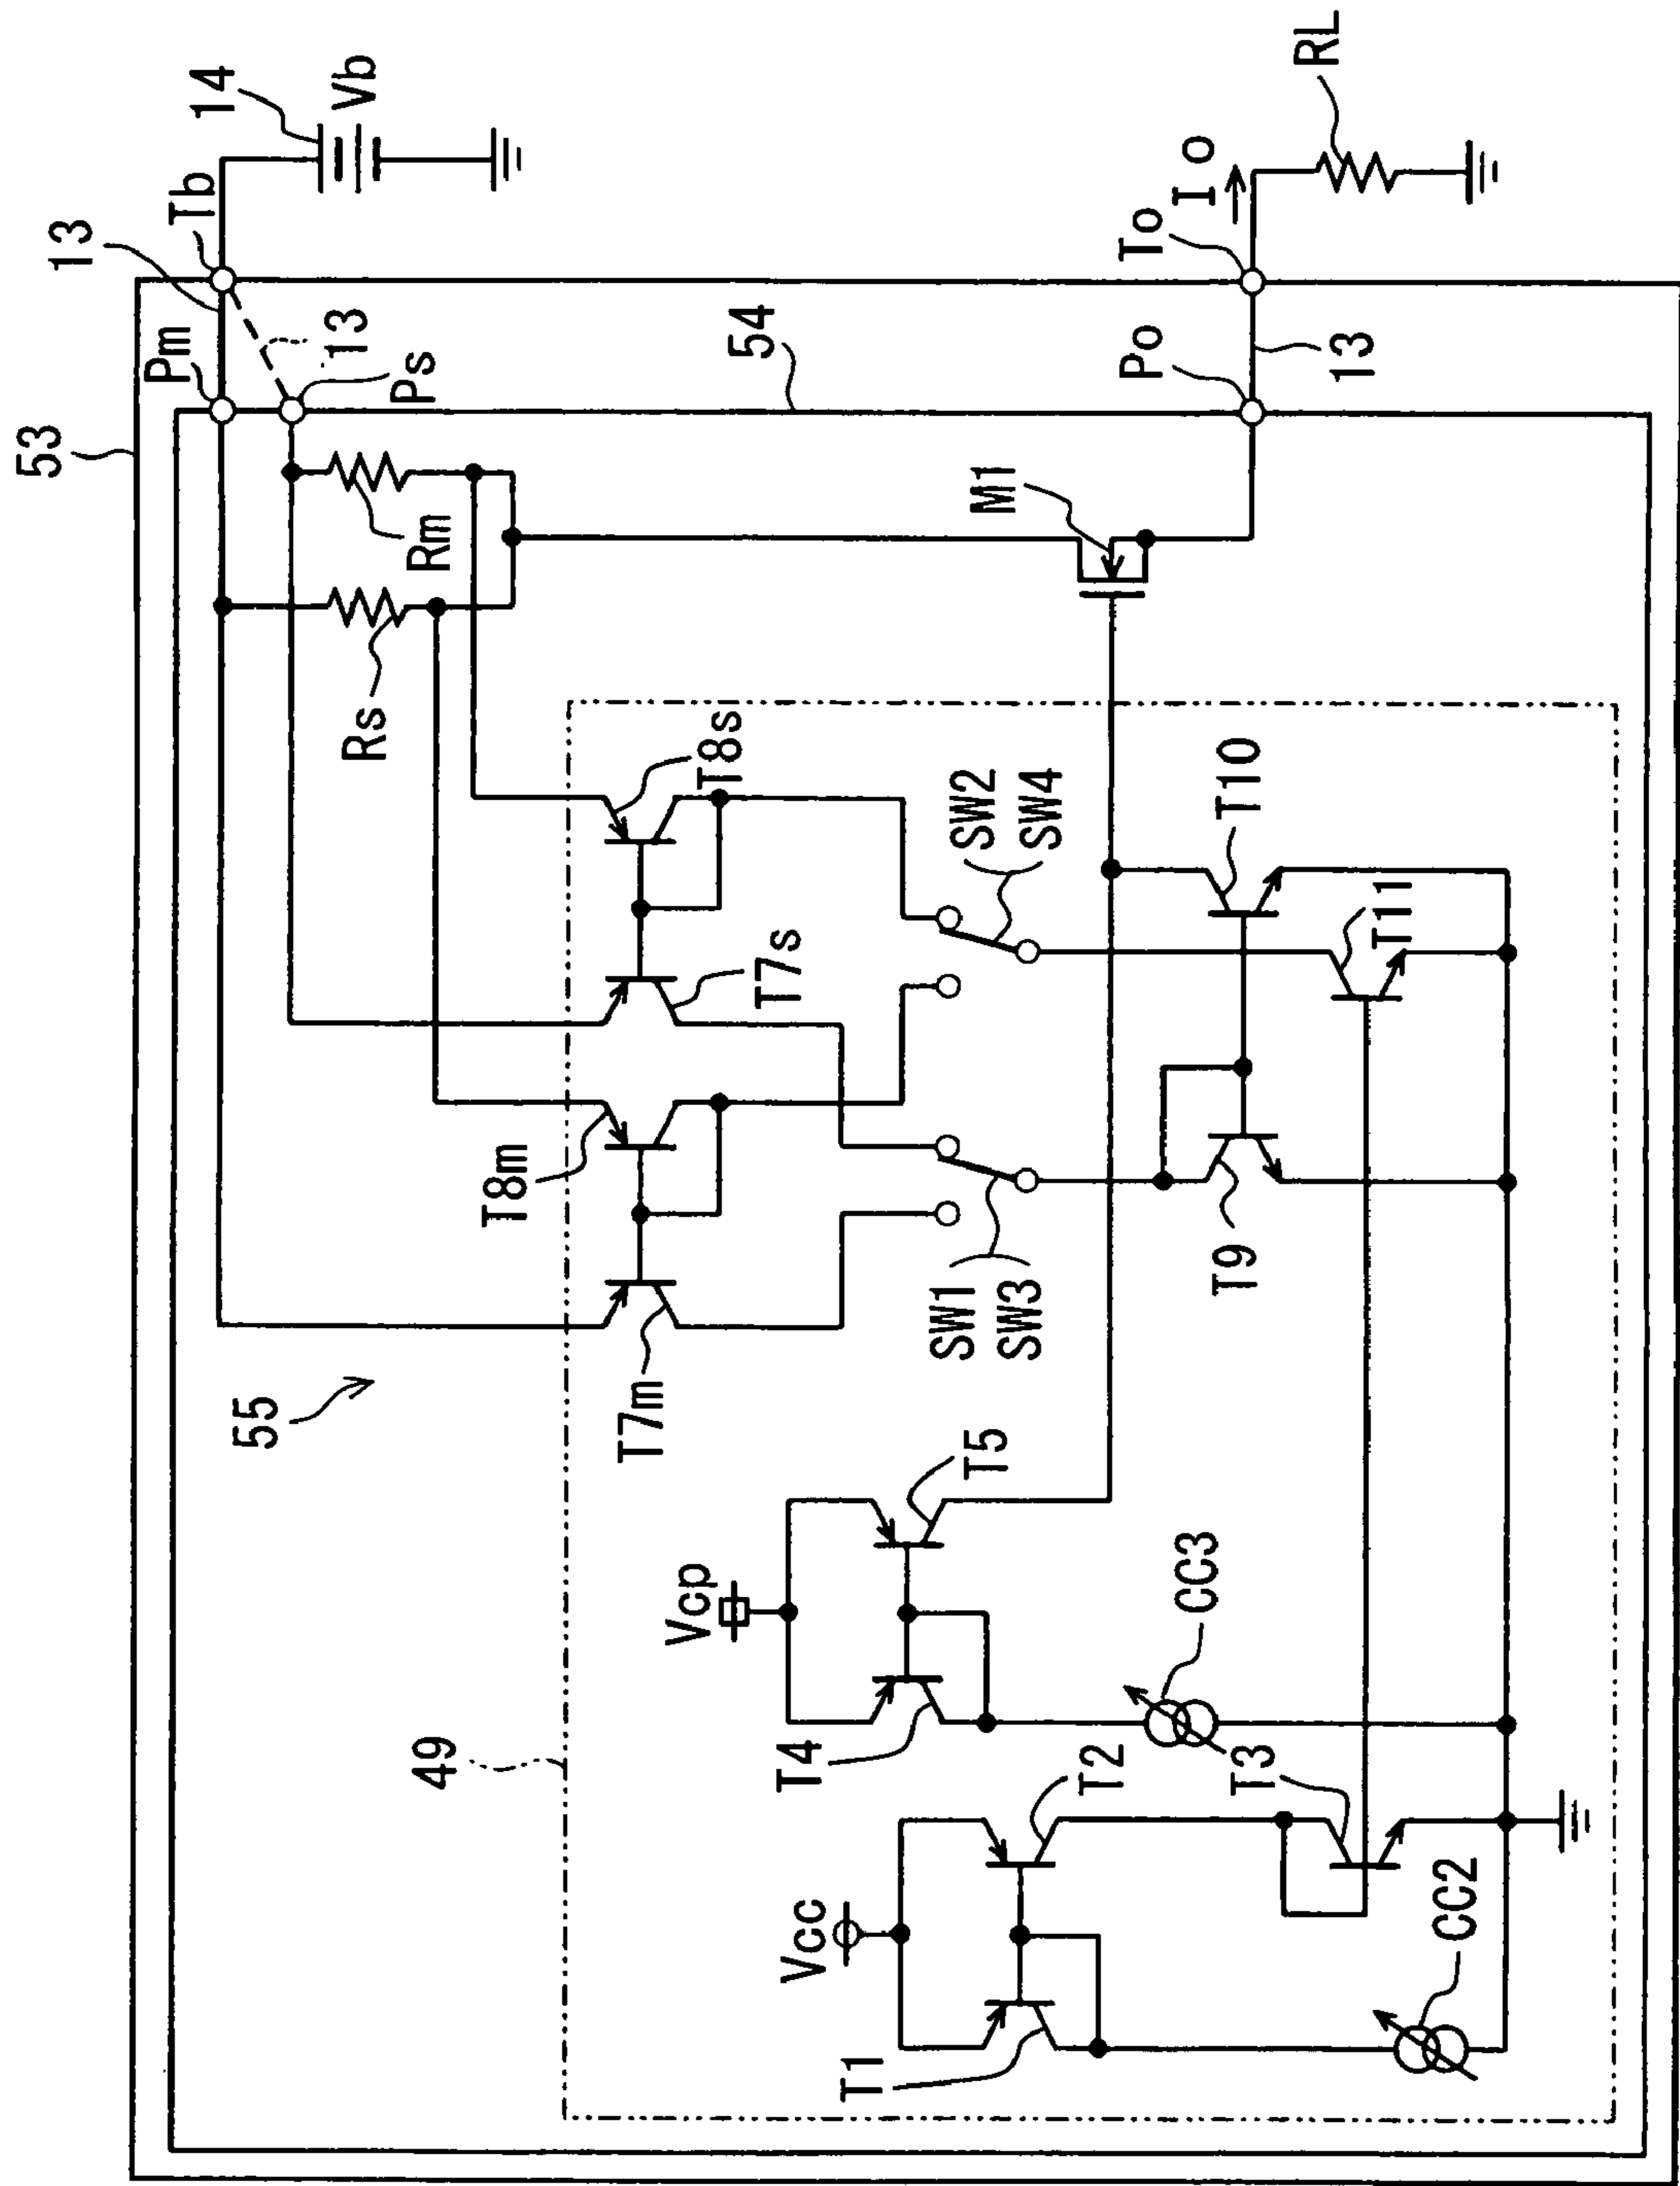 53
13
Tb
14
Vb
Pm
13
Ps
54
Rm
Rs
To
Io
RL
Po
13
M1
55
49
T8s
T7s
T8m
T7m
SW2
SW4
SW1
SW3
T10
T11
T9
Vcp
T5
T4
CC3
Vcc
T2
T3
T1
CC2